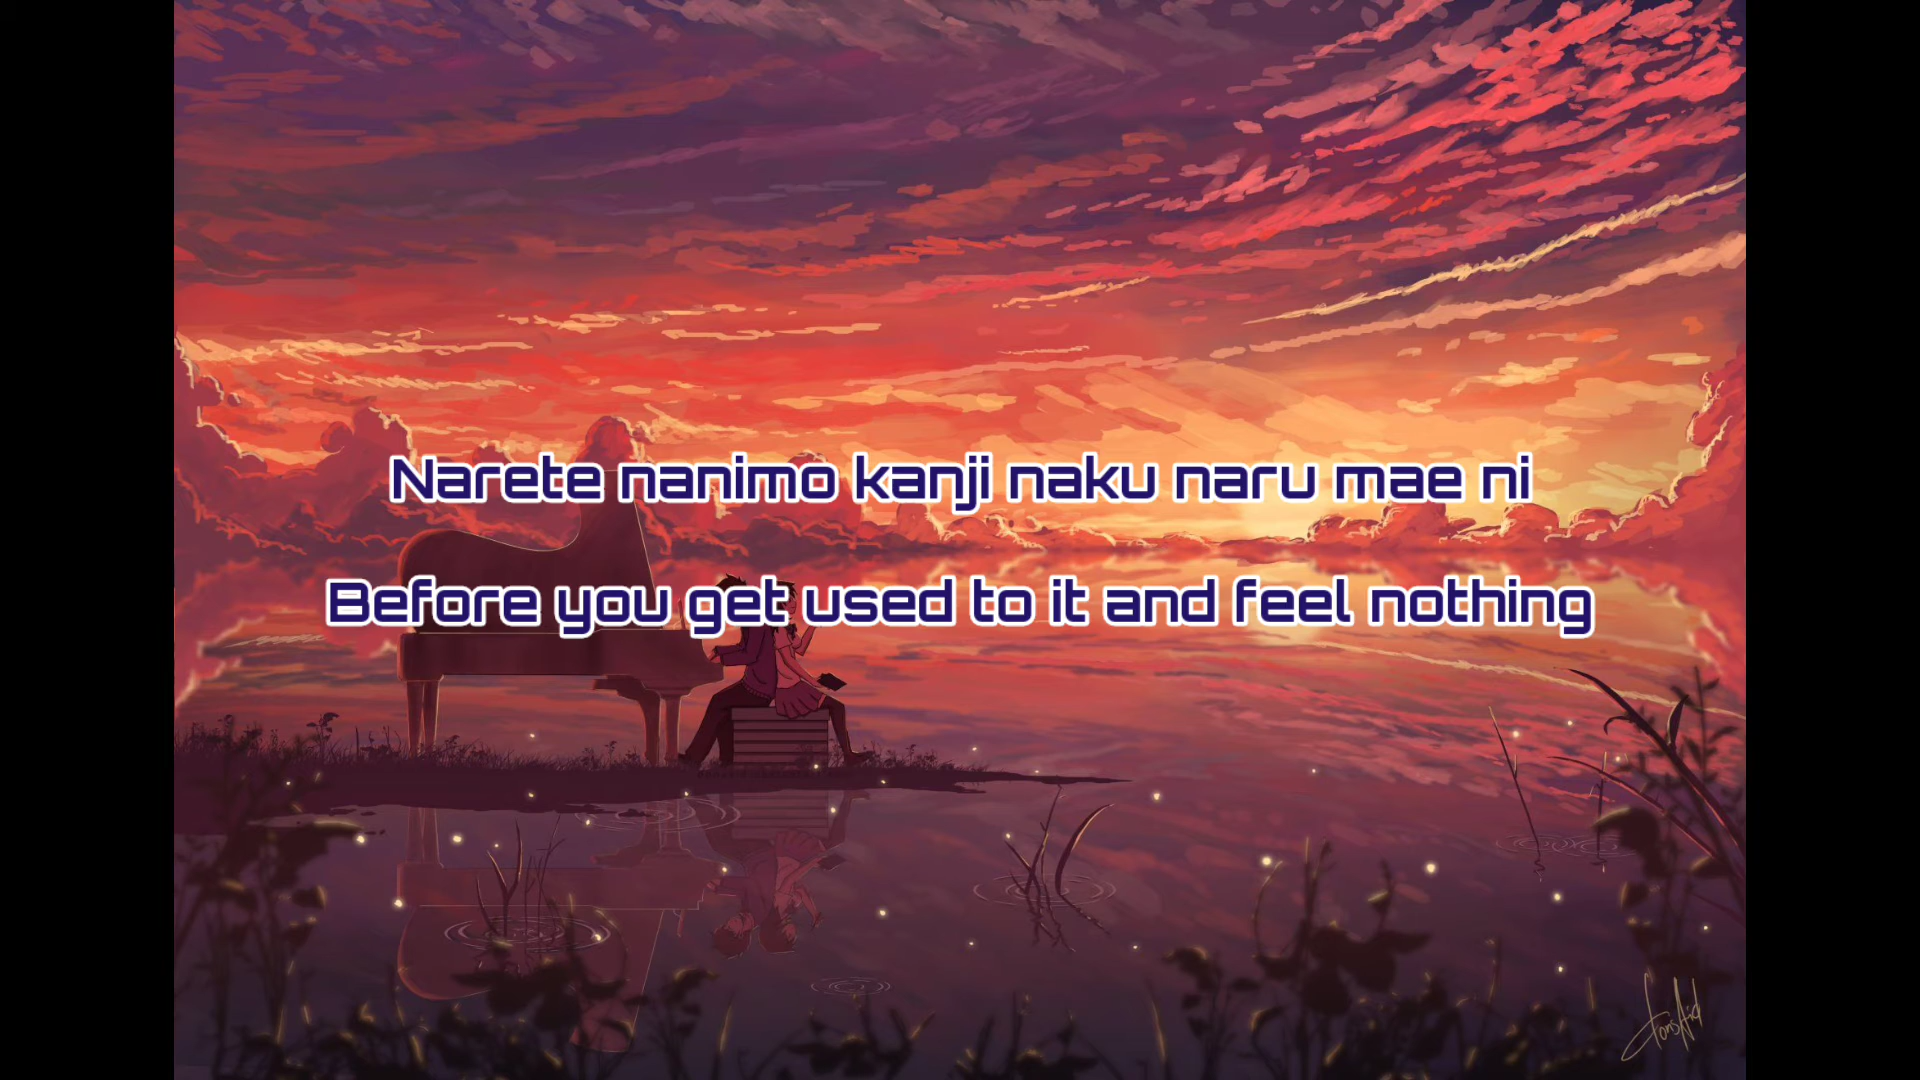 Narete nanimo kanji naku naru mae ni
Before you get used to it and feel nothing